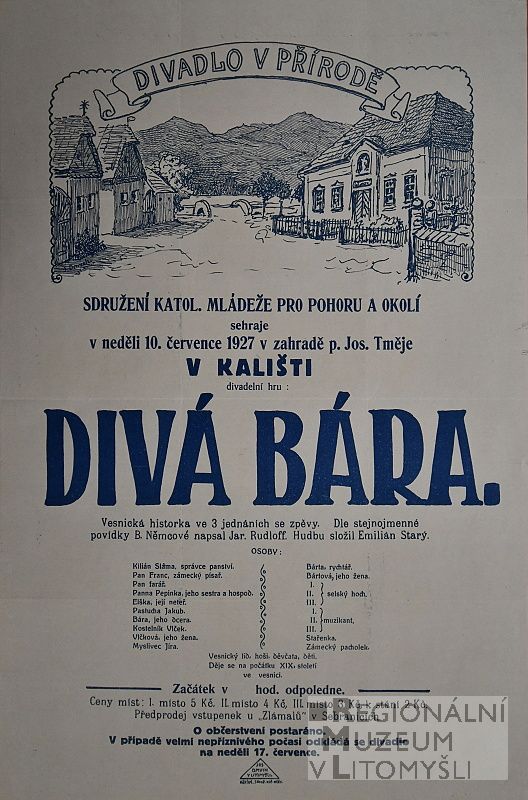 DIVADLO V PŘÍRODĚ
SDRUŽENÍ KATOL. MLÁDEŽE PRO POHORU A OKOLÍ
sehraje
v neděli 10. července 1927 v zahradě p. Jos. Tměje
V KALIŠTI
divadelní hru :
DIVÁ BÁRA.
Vesnická historka ve 3 jednáních se zpěvy. Dle stejnojmenné
povídky B. Němcové napsal Jar. Rudloff. Hudbu složil Emilián Starý.
OSOBY:
Kilián Sláma, správce panství.
Pan Franc, zámecký písař.
Pan farář.
Panna Pepinka, jeho sestra a hospod.
Eliška, její neteř.
Pastucha Jakub.
Bára, jeho dcera.
Kostelník Vlček.
Vlčková, jeho žena.
Myslivec Jíra.
Bárta, rychtář.
Bártová, jeho žena.
I.
II. selský hoch.
III.
I.
II. muzikant,
III.
Stařenka.
Zámecký pacholek.
Vesnický lid, hoši, děvčata, děti.
Děje se na počátku XIX. století
ve vesnici.
Začátek v hod. odpoledne.
Ceny míst: I. místo 5 Kč, II. místo 4 Kč, III. místo 3 Kč, k stání 2 Kč.
Předprodej vstupenek u „Zlámalů" v Sebranicích
O občerstvení postaráno.
V případě velmi nepříznivého počasí odkládá se divadlo
na neděli 17. července.
REGIONÁLNÍ
MUZEUM
V LITOMYŠLI